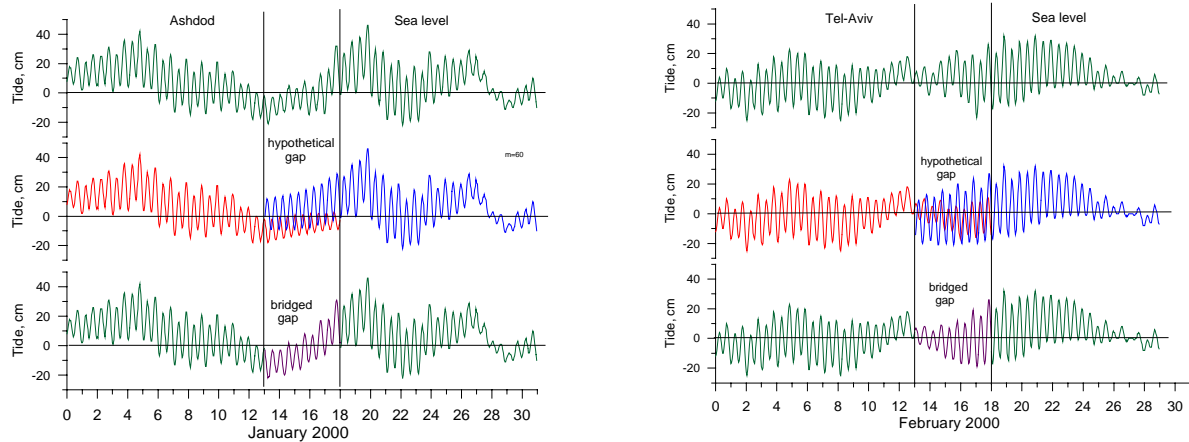 Ashdod Sea level
Tide, cm
40
20
0
-20
hypothetical
gap
m=60
Tide, cm
40
20
0
-20
bridged
gap
Tide, cm
40
20
0
-20
0 2 4 6 8 10 12 14 16 18 20 22 24 26 28 30
January 2000
Tel-Aviv Sea level
Tide, cm
40
20
0
-20
hypothetical
gap
Tide, cm
40
20
0
-20
bridged
gap
Tide, cm
40
20
0
-20
0 2 4 6 8 10 12 14 16 18 20 22 24 26 28 30
February 2000